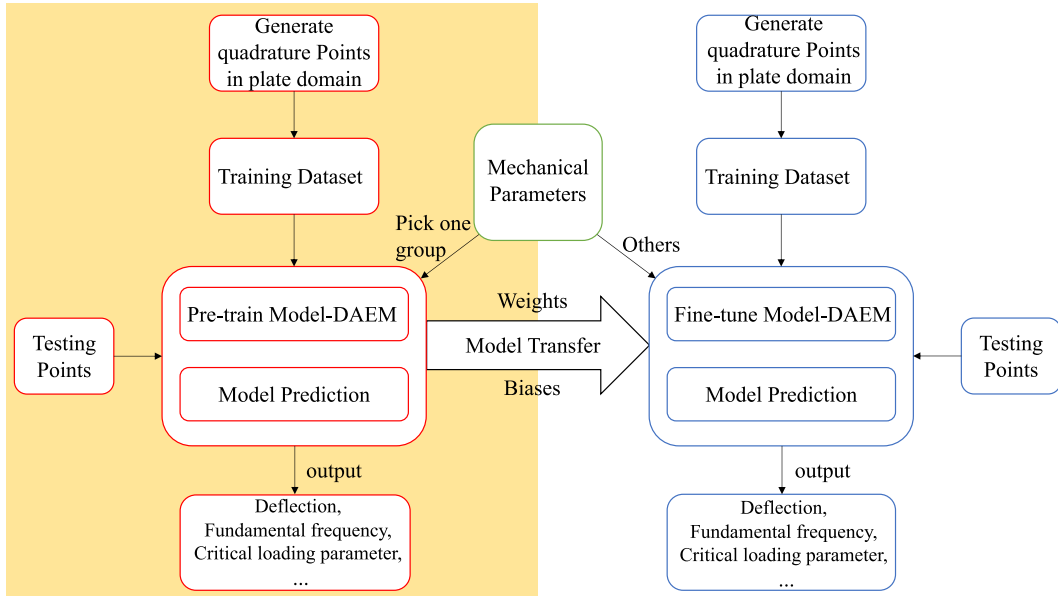 Generate
quadrature Points
in plate domain
Training Dataset
Pick one
group
Pre-train Model-DAEM
Model Prediction
Testing
Points
output
Deflection,
Fundamental frequency,
Critical loading parameter,
...
Mechanical
Parameters
Others
Weights
Model Transfer
Biases
Generate
quadrature Points
in plate domain
Training Dataset
Fine-tune Model-DAEM
Model Prediction
Testing
Points
output
Deflection,
Fundamental frequency,
Critical loading parameter,
...